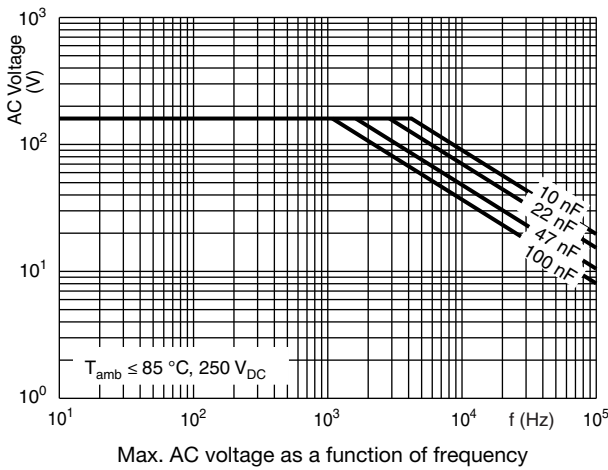 AC Voltage
(V)
10³
10²
10¹
10⁰
10 nF
22 nF
47 nF
100 nF
T_amb ≤ 85 °C, 250 V_DC
10¹ 10² 10³ 10⁴ f (Hz) 10⁵
Max. AC voltage as a function of frequency